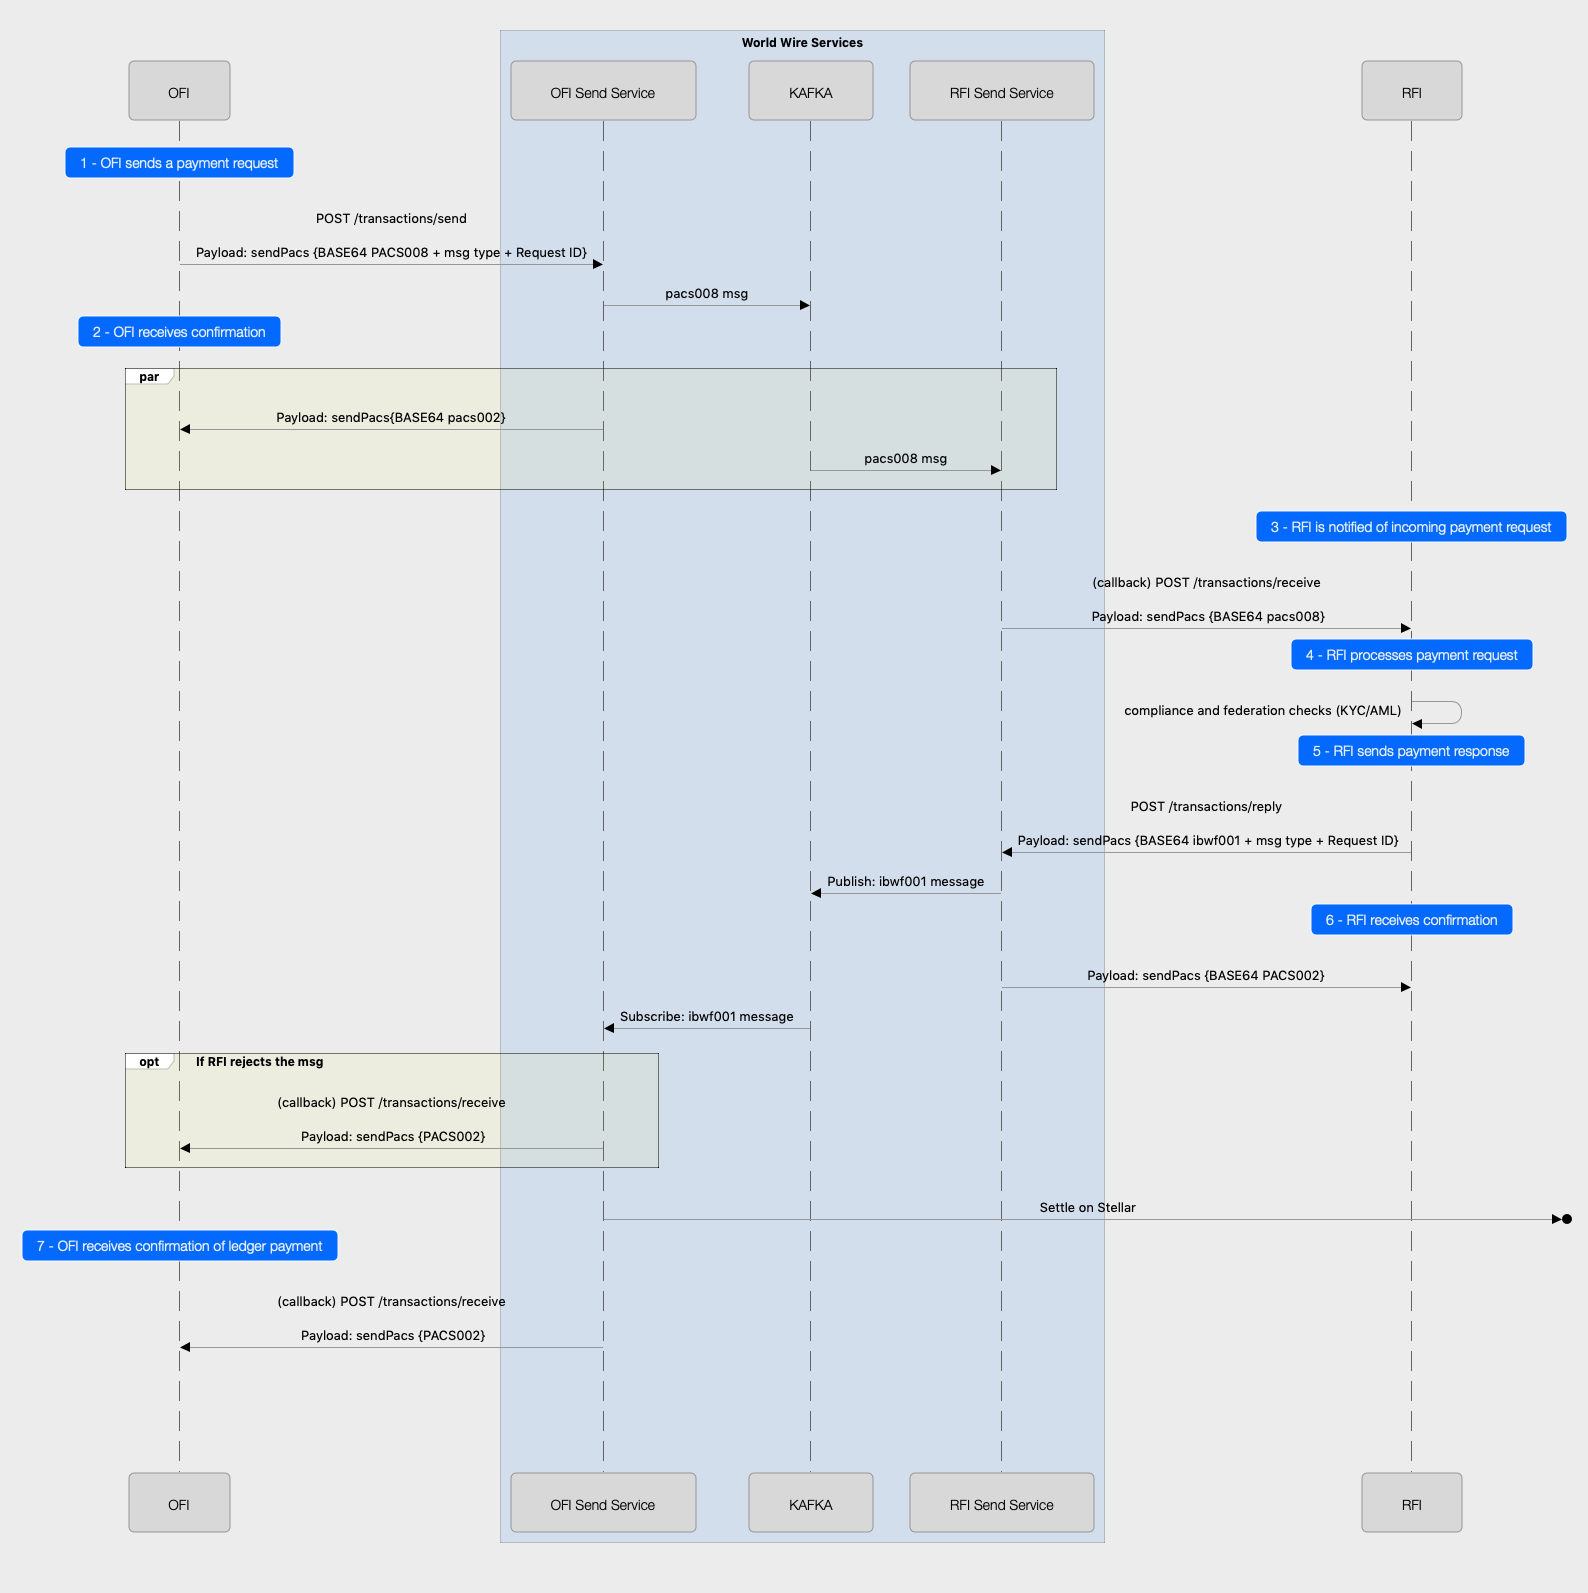 World Wire Services
OFI
OFI Send Service
KAFKA
RFI Send Service
RFI
1 - OFI sends a payment request
POST /transactions/send
Payload: sendPacs {BASE64 PACS008 + msg type + Request ID}
pacs008 msg
2 - OFI receives confirmation
par
Payload: sendPacs{BASE64 pacs002}
pacs008 msg
3 - RFI is notified of incoming payment request
(callback) POST /transactions/receive
Payload: sendPacs {BASE64 pacs008}
4 - RFI processes payment request
compliance and federation checks (KYC/AML)
5 - RFI sends payment response
POST /transactions/reply
Payload: sendPacs {BASE64 ibwf001 + msg type + Request ID}
Publish: ibwf001 message
6 - RFI receives confirmation
Payload: sendPacs {BASE64 PACS002}
Subscribe: ibwf001 message
opt
If RFI rejects the msg
(callback) POST /transactions/receive
Payload: sendPacs {PACS002}
Settle on Stellar
7 - OFI receives confirmation of ledger payment
(callback) POST /transactions/receive
Payload: sendPacs {PACS002}
OFI
OFI Send Service
KAFKA
RFI Send Service
RFI